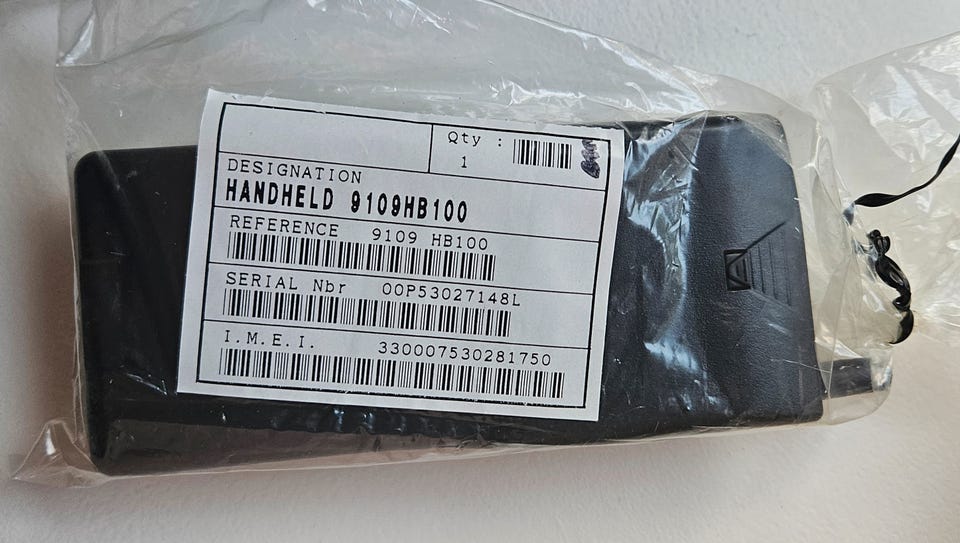 Qty :
1
DESIGNATION
HANDHELD 9109HB100
REFERENCE 9109 HB100
SERIAL Nbr 00P53027148L
I.M.E.I. 330007530281750